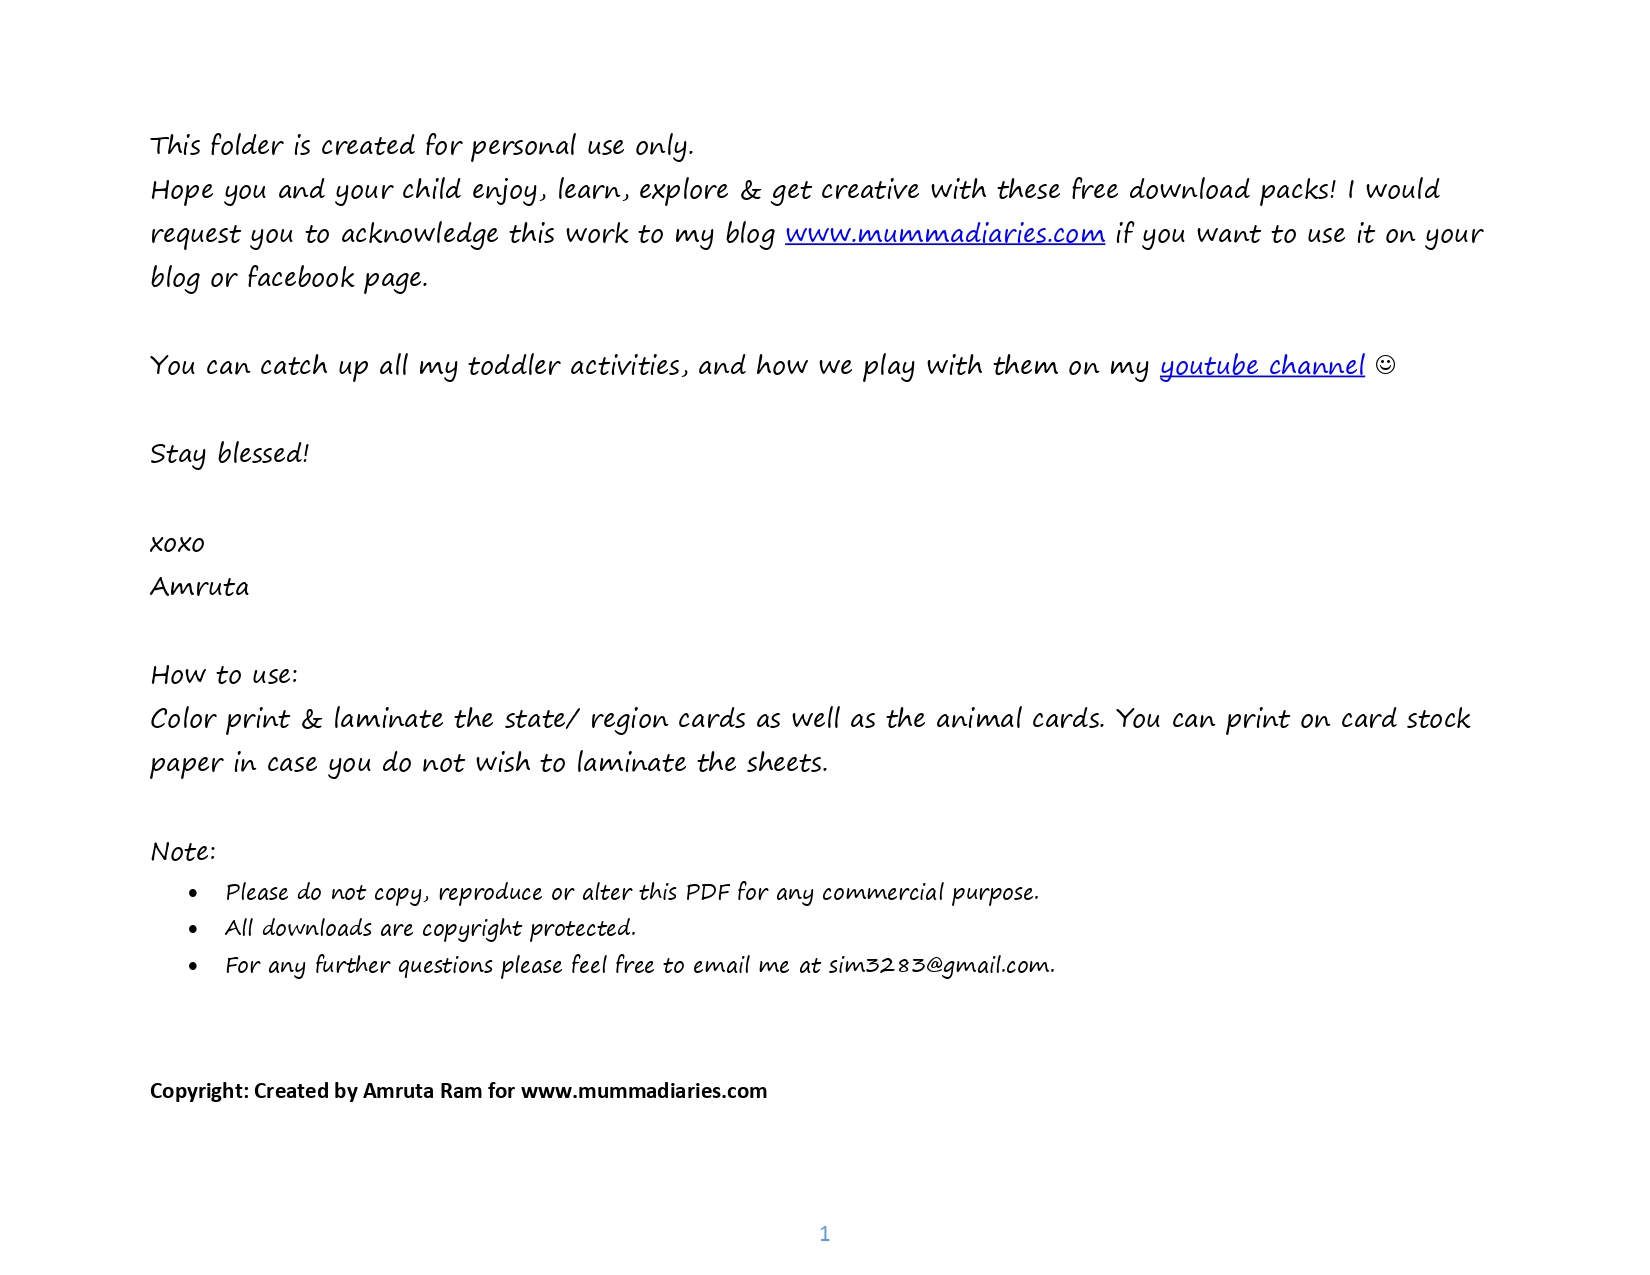 This folder is created for personal use only.
Hope you and your child enjoy, learn, explore & get creative with these free download packs! I would
request you to acknowledge this work to my blog www.mummadiaries.com if you want to use it on your
blog or facebook page.
You can catch up all my toddler activities, and how we play with them on my youtube channel ☺
Stay blessed!
xoxo
Amruta
How to use:
Color print & laminate the state/ region cards as well as the animal cards. You can print on card stock
paper in case you do not wish to laminate the sheets.
Note:
• Please do not copy, reproduce or alter this PDF for any commercial purpose.
• All downloads are copyright protected.
• For any further questions please feel free to email me at sim3283@gmail.com.
Copyright: Created by Amruta Ram for www.mummadiaries.com
1